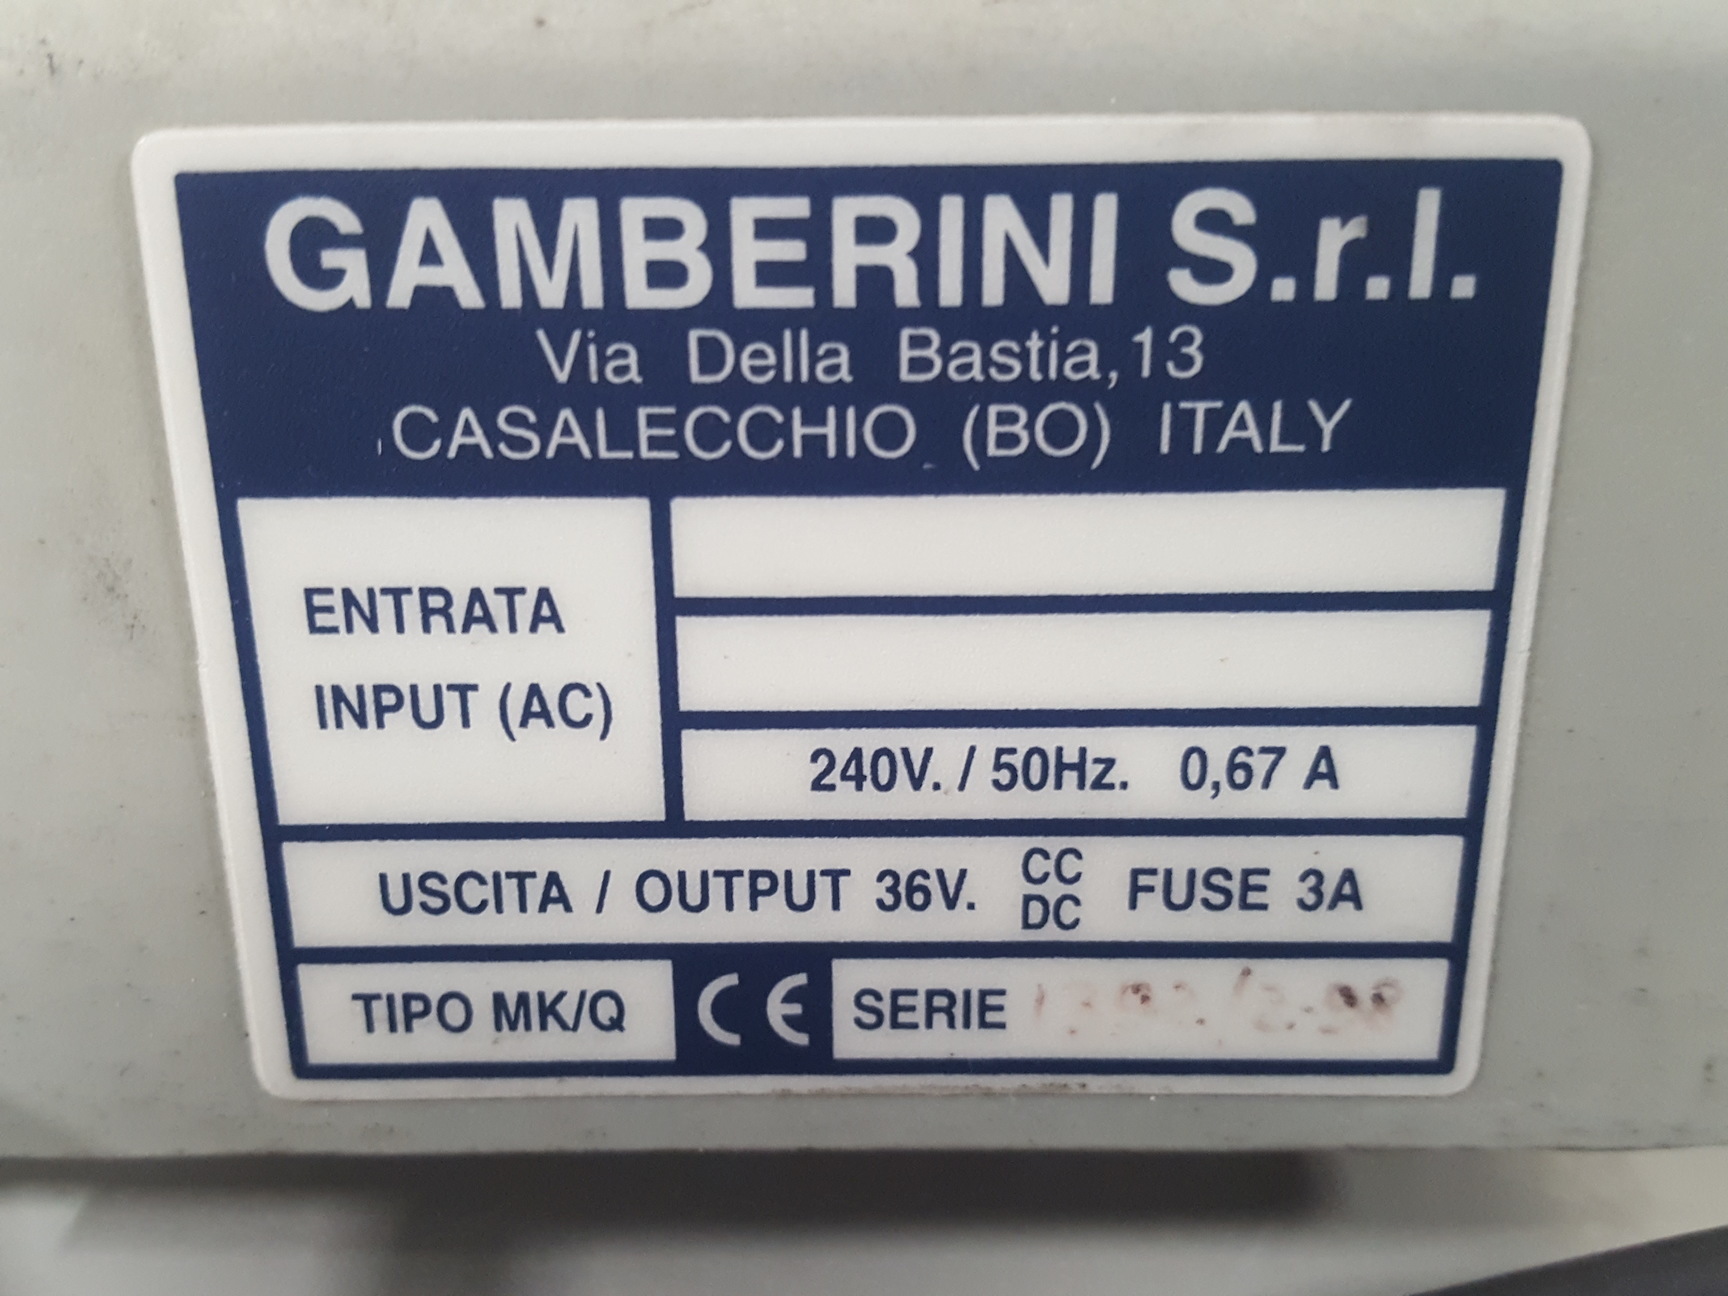 GAMBERINI S.r.l.
Via Della Bastia,13
CASALECCHIO (BO) ITALY
ENTRATA
INPUT (AC)
240V. / 50Hz. 0,67 A
USCITA / OUTPUT 36V. CC DC FUSE 3A
TIPO MK/Q CE SERIE